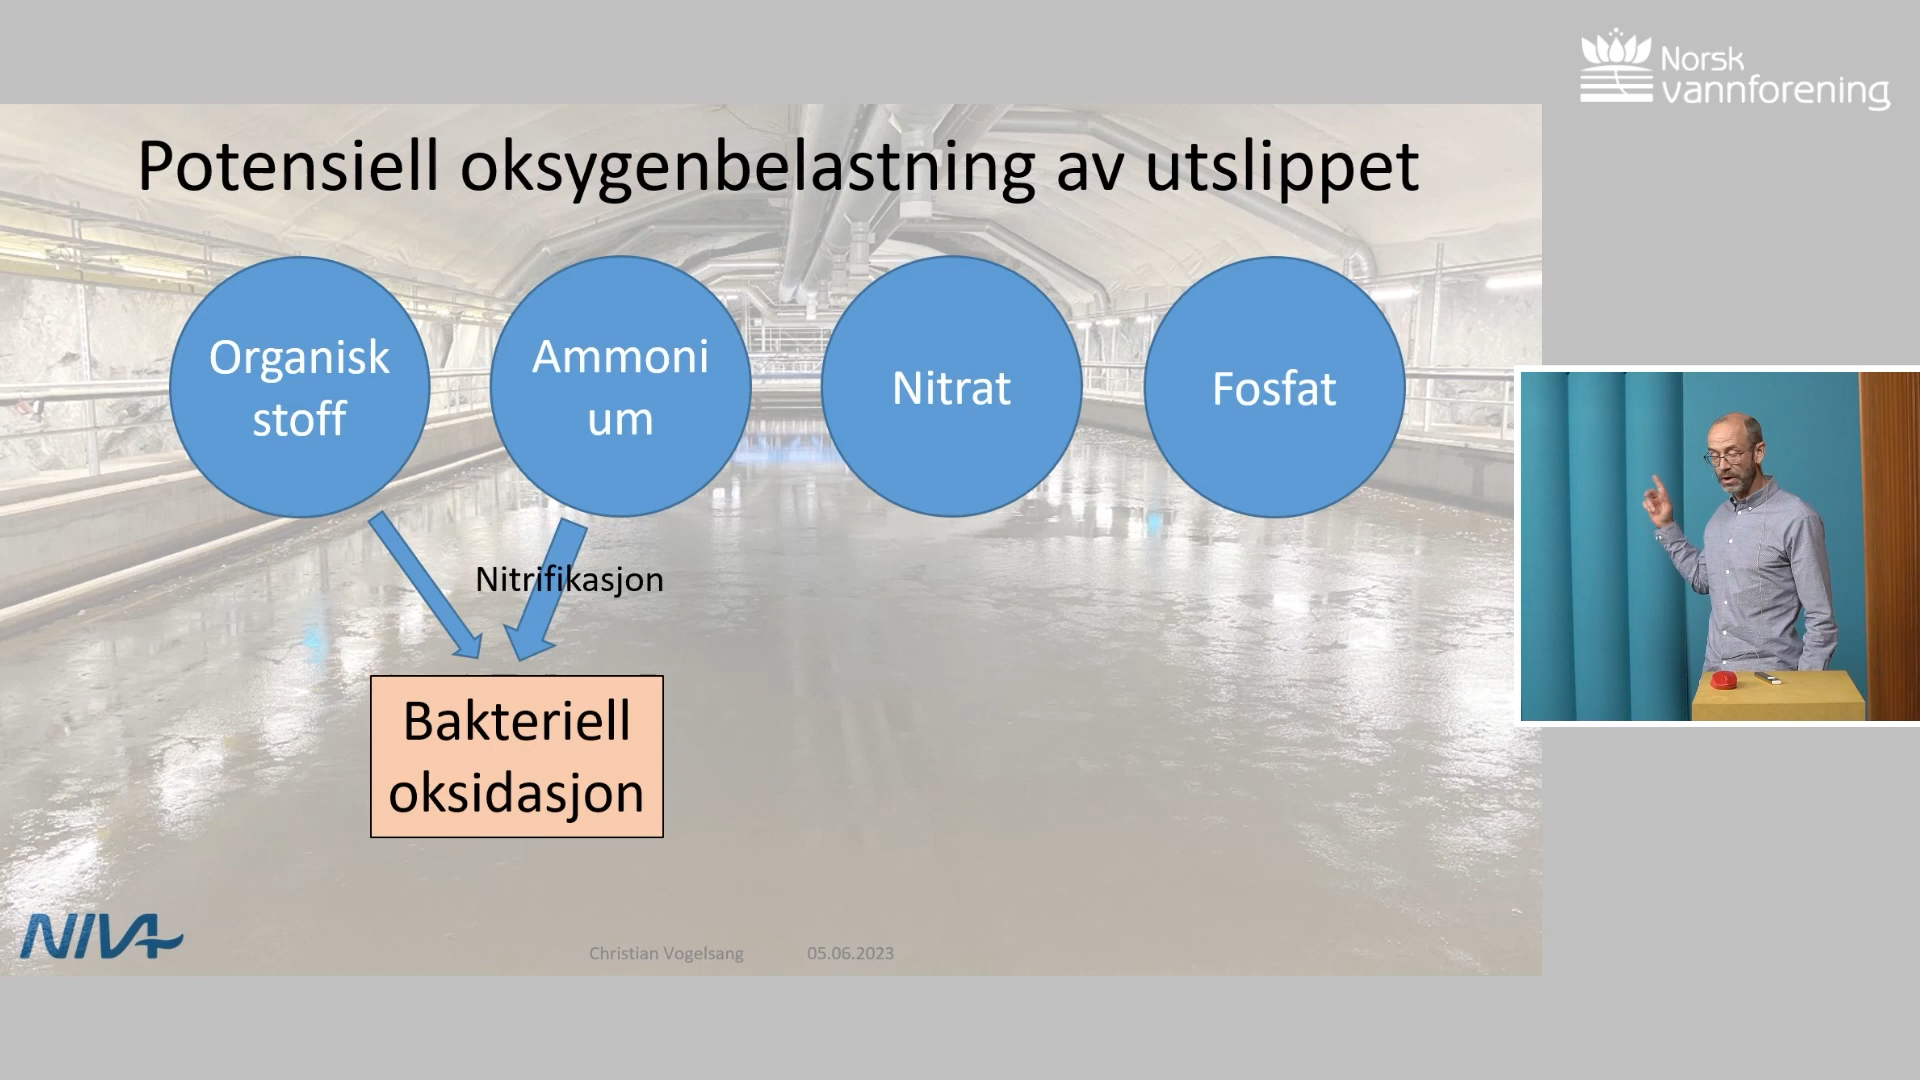 Norsk
vannforening
Potensiell oksygenbelastning av utslippet
Organisk
stoff
Ammoni
um
Nitrat
Fosfat
Nitrifikasjon
Bakteriell
oksidasjon
NIVA
Christian Vogelsang 05.06.2023